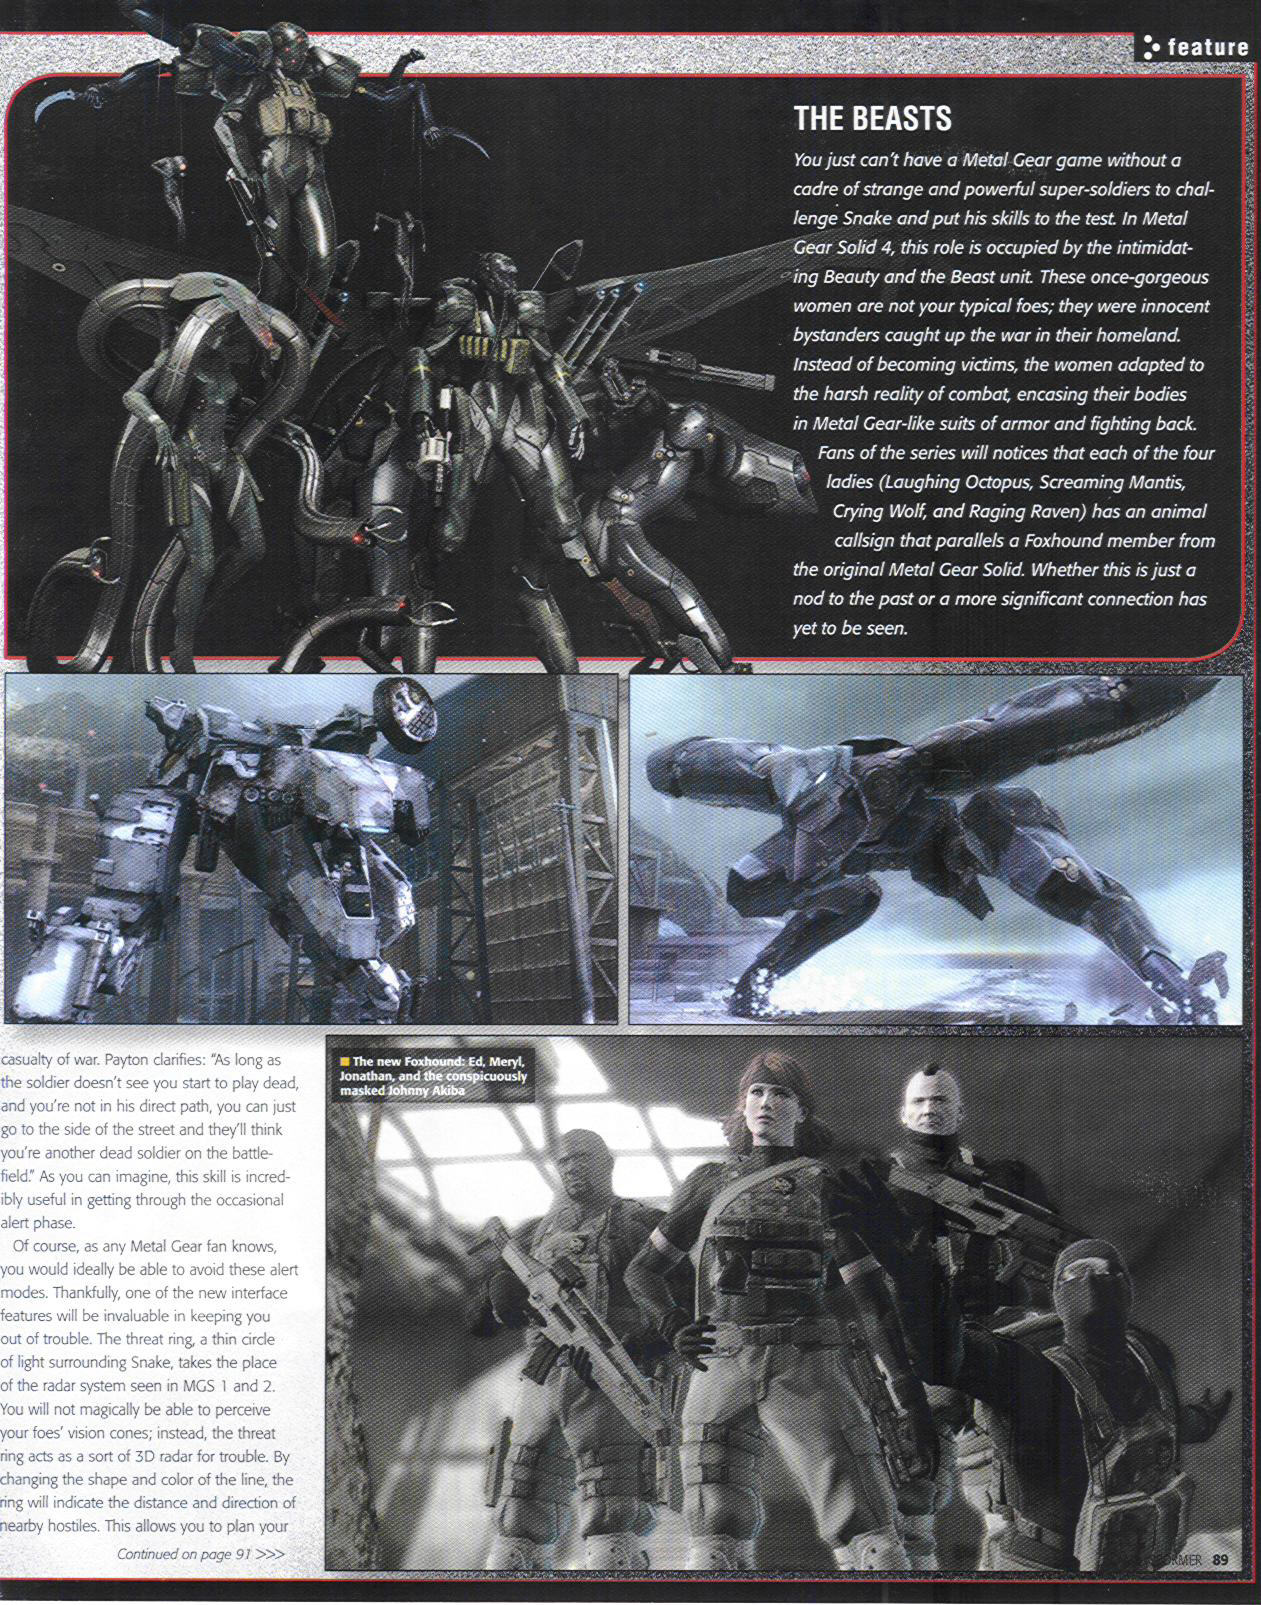 feature
THE BEASTS
You just can't have a Metal Gear game without a
cadre of strange and powerful super-soldiers to chal-
lenge Snake and put his skills to the test. In Metal
Gear Solid 4, this role is occupied by the intimidat-
ing Beauty and the Beast unit. These once-gorgeous
women are not your typical foes; they were innocent
bystanders caught up the war in their homeland.
Instead of becoming victims, the women adapted to
the harsh reality of combat, encasing their bodies
in Metal Gear-like suits of armor and fighting back.
Fans of the series will notices that each of the four
ladies (Laughing Octopus, Screaming Mantis,
Crying Wolf, and Raging Raven) has an animal
callsign that parallels a Foxhound member from
the original Metal Gear Solid. Whether this is just a
nod to the past or a more significant connection has
yet to be seen.
casualty of war. Payton clarifies: "As long as
the soldier doesn't see you start to play dead,
and you're not in his direct path, you can just
go to the side of the street and they'll think
you're another dead soldier on the battle-
field." As you can imagine, this skill is incred-
ibly useful in getting through the occasional
alert phase.
Of course, as any Metal Gear fan knows,
you would ideally be able to avoid these alert
modes. Thankfully, one of the new interface
features will be invaluable in keeping you
out of trouble. The threat ring, a thin circle
of light surrounding Snake, takes the place
of the radar system seen in MGS 1 and 2.
You will not magically be able to perceive
your foes' vision cones; instead, the threat
ring acts as a sort of 3D radar for trouble. By
changing the shape and color of the line, the
ring will indicate the distance and direction of
nearby hostiles. This allows you to plan your
Continued on page 91 >>>
The new Foxhound: Ed, Meryl,
Jonathan, and the conspicuously
masked Johnny Akiba
89